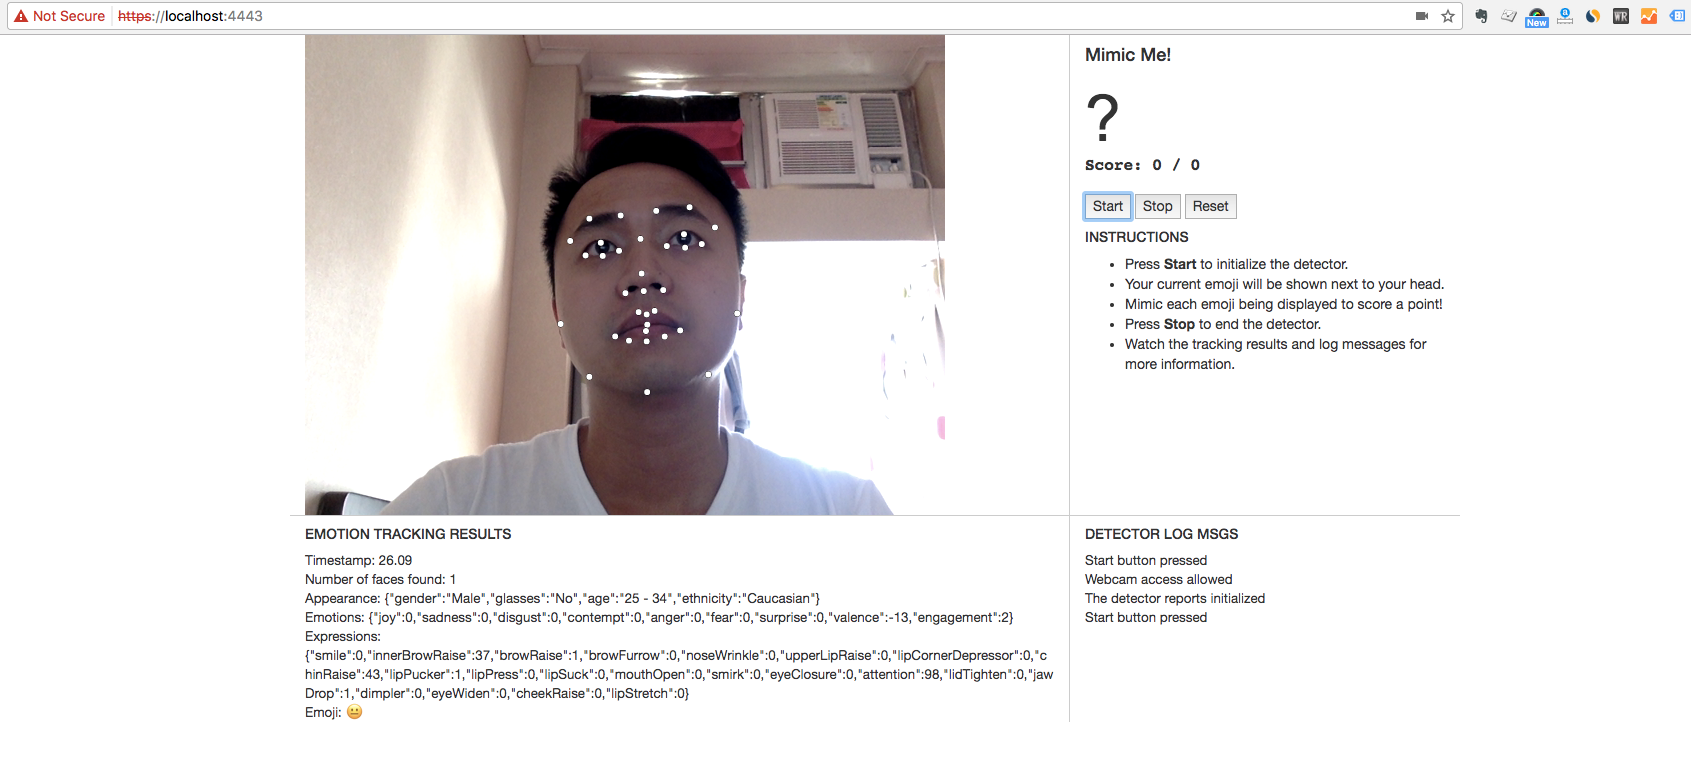 Not Secure https://localhost:4443
New
WR
Mimic Me!
?
Score: 0 / 0
Start Stop Reset
INSTRUCTIONS
• Press Start to initialize the detector.
• Your current emoji will be shown next to your head.
• Mimic each emoji being displayed to score a point!
• Press Stop to end the detector.
• Watch the tracking results and log messages for
more information.
EMOTION TRACKING RESULTS
Timestamp: 26.09
Number of faces found: 1
Appearance: {"gender":"Male","glasses":"No","age":"25 - 34","ethnicity":"Caucasian"}
Emotions: {"joy":0,"sadness":0,"disgust":0,"contempt":0,"anger":0,"fear":0,"surprise":0,"valence":-13,"engagement":2}
Expressions:
{"smile":0,"innerBrowRaise":37,"browRaise":1,"browFurrow":0,"noseWrinkle":0,"upperLipRaise":0,"lipCornerDepressor":0,"c
hinRaise":43,"lipPucker":1,"lipPress":0,"lipSuck":0,"mouthOpen":0,"smirk":0,"eyeClosure":0,"attention":98,"lidTighten":0,"jaw
Drop":1,"dimpler":0,"eyeWiden":0,"cheekRaise":0,"lipStretch":0}
Emoji: 😐
DETECTOR LOG MSGS
Start button pressed
Webcam access allowed
The detector reports initialized
Start button pressed